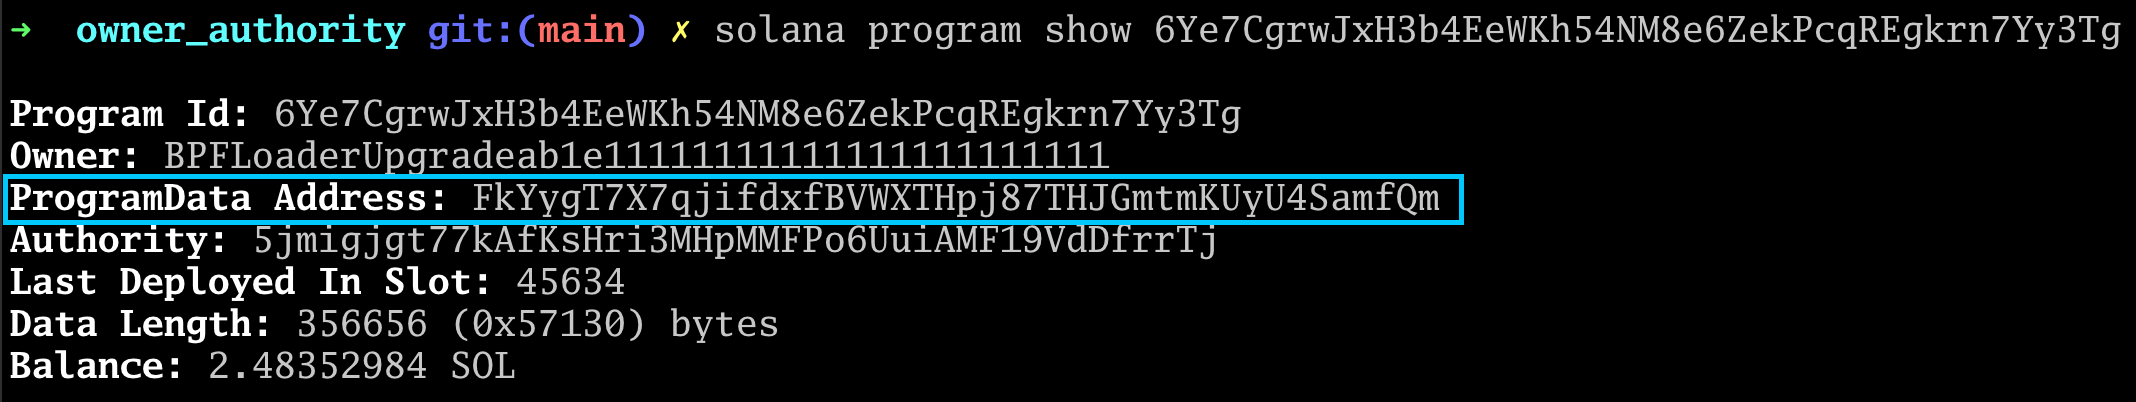 ➜  owner_authority git:(main) ✗ solana program show 6Ye7CgrwJxH3b4EeWKh54NM8e6ZekPcqREgkrn7Yy3Tg
Program Id: 6Ye7CgrwJxH3b4EeWKh54NM8e6ZekPcqREgkrn7Yy3Tg
Owner: BPFLoaderUpgradeab1e11111111111111111111111
ProgramData Address: FkYygT7X7qjifdxfBVWXTHpj87THJGmtmKUyU4SamfQm
Authority: 5jmigjgt77kAfKsHri3MHpMMFPo6UuiAMF19VdDfrrTj
Last Deployed In Slot: 45634
Data Length: 356656 (0x57130) bytes
Balance: 2.48352984 SOL